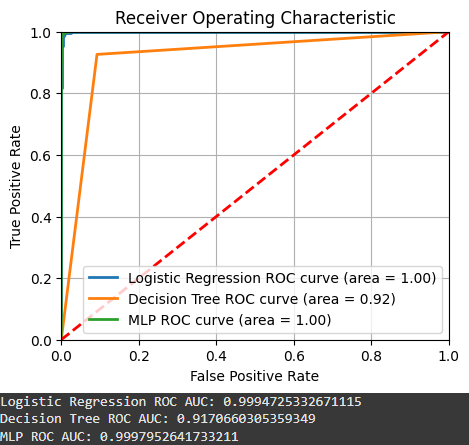 Receiver Operating Characteristic
1.0
0.8
0.6
0.4
0.2
0.0
True Positive Rate
Logistic Regression ROC curve (area = 1.00)
Decision Tree ROC curve (area = 0.92)
MLP ROC curve (area = 1.00)
0.0 0.2 0.4 0.6 0.8 1.0
False Positive Rate
Logistic Regression ROC AUC: 0.9994725332671115
Decision Tree ROC AUC: 0.9170660305359349
MLP ROC AUC: 0.9997952641733211